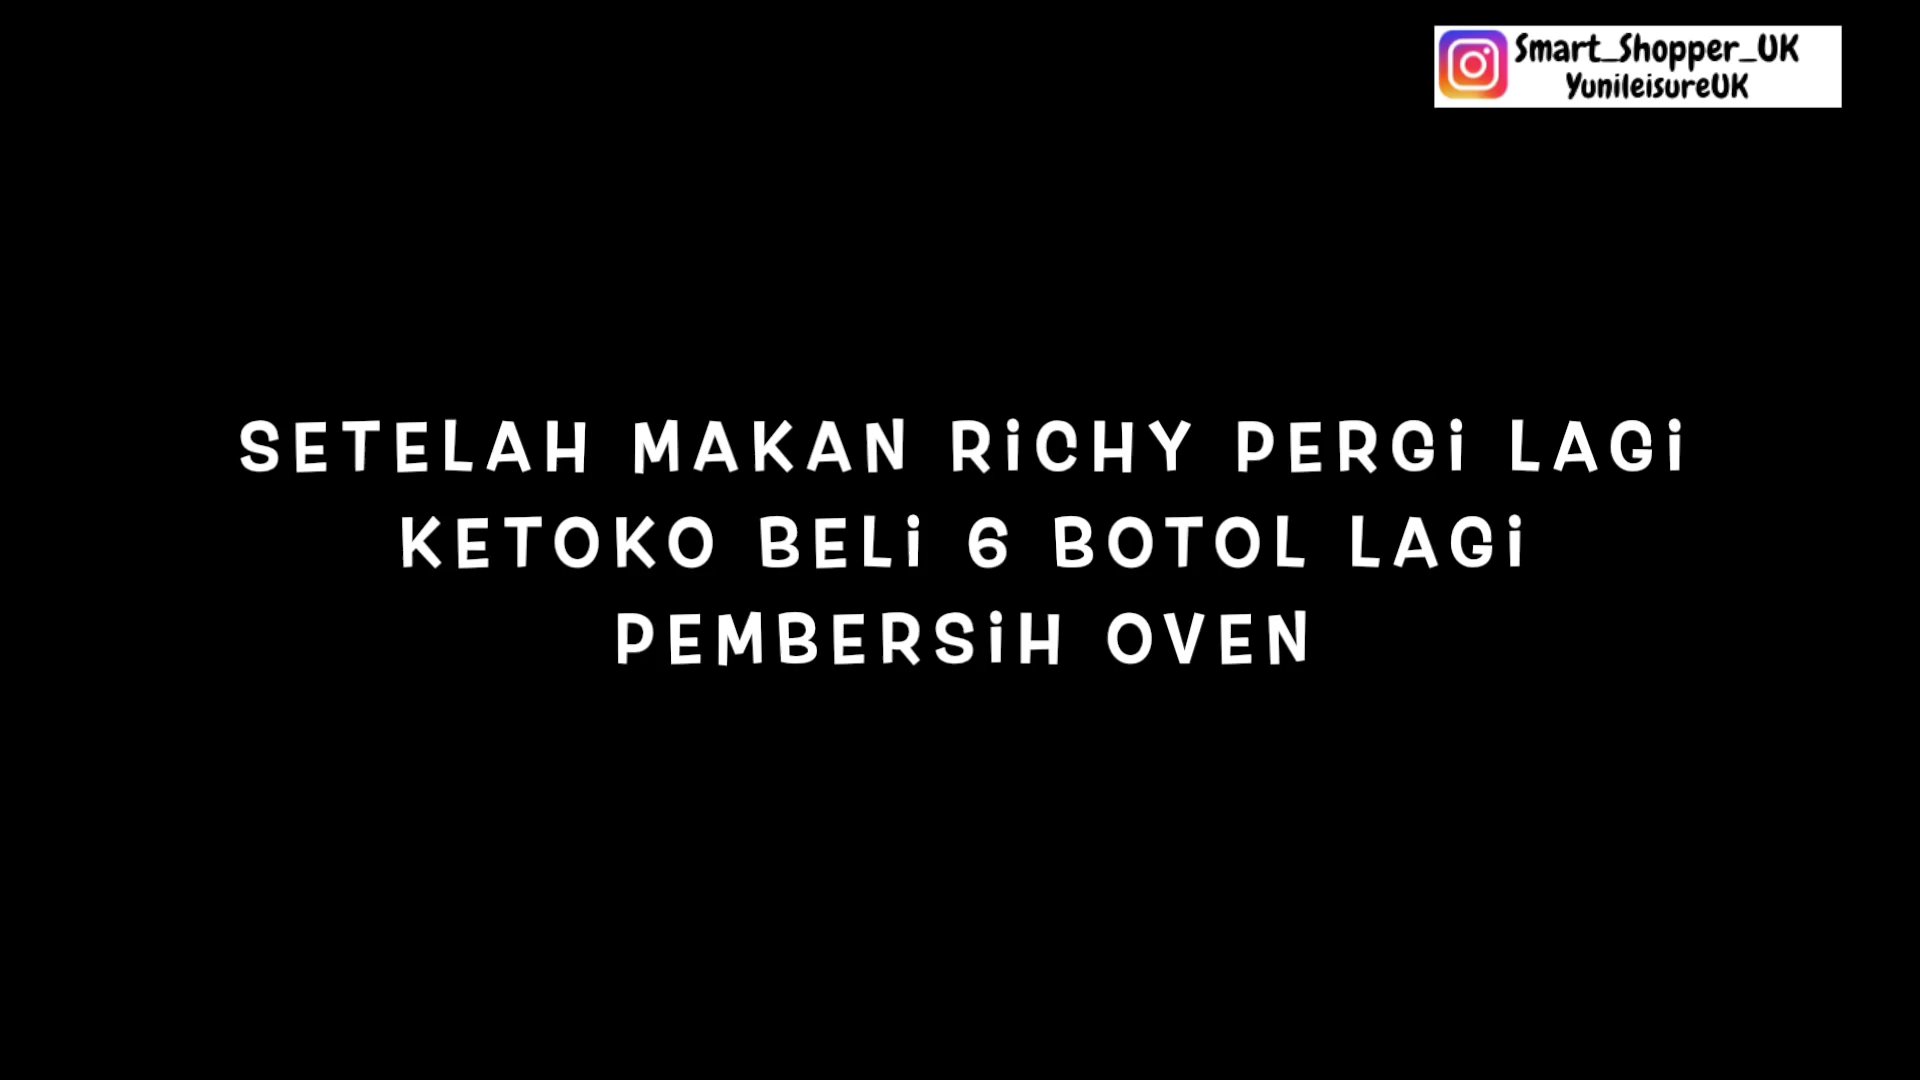 Smart_Shopper_UK
YunileisureUK
SETELAH MAKAN RiCHY PERGi LAGi
KETOKO BELi 6 BOTOL LAGi
PEMBERSiH OVEN